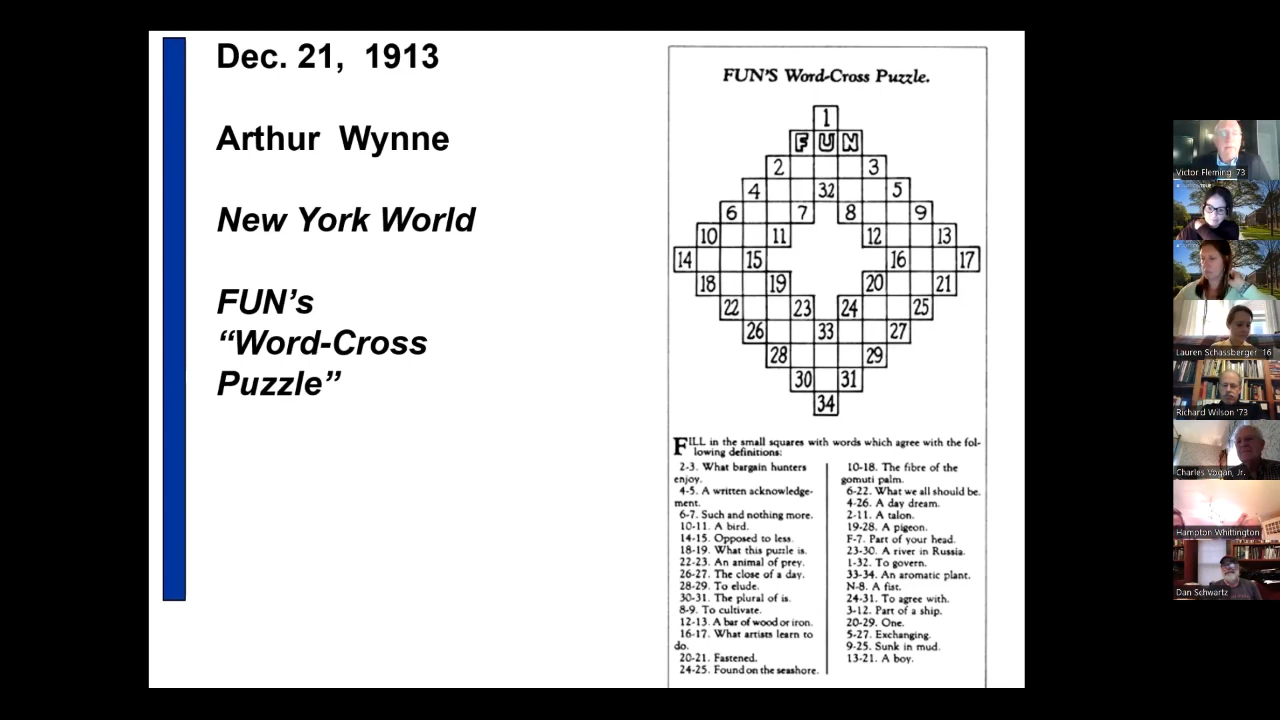 Dec. 21, 1913
Arthur Wynne
New York World
FUN's
“Word-Cross
Puzzle”
FUN'S Word-Cross Puzzle.
1
F U N
2 3
4 32 5
6 7 8 9
10 11 12 13
14 15 16 17
18 19 20 21
22 23 24 25
26 33 27
28 29
30 31
34
FILL in the small squares with words which agree with the fol-
lowing definitions:
2-3. What bargain hunters
enjoy.
4-5. A written acknowledge-
ment.
6-7. Such and nothing more.
10-11. A bird.
14-15. Opposed to less.
18-19. What this puzzle is.
22-23. An animal of prey.
26-27. The close of a day.
28-29. To elude.
30-31. The plural of is.
8-9. To cultivate.
12-13. A bar of wood or iron.
16-17. What artists learn to
do.
20-21. Fastened.
24-25. Found on the seashore.
10-18. The fibre of the
gomuti palm.
6-22. What we all should be.
4-26. A day dream.
2-11. A talon.
19-28. A pigeon.
F-7. Part of your head.
23-30. A river in Russia.
1-32. To govern.
33-34. An aromatic plant.
N-8. A fist.
24-31. To agree with.
3-12. Part of a ship.
20-29. One.
5-27. Exchanging.
9-25. Sunk in mud.
13-21. A boy.
Victor Fleming '73
Lauren Schassberger '16
Richard Wilson '73
Charles Vogan, Jr.
Hampton Whittington
Dan Schwartz